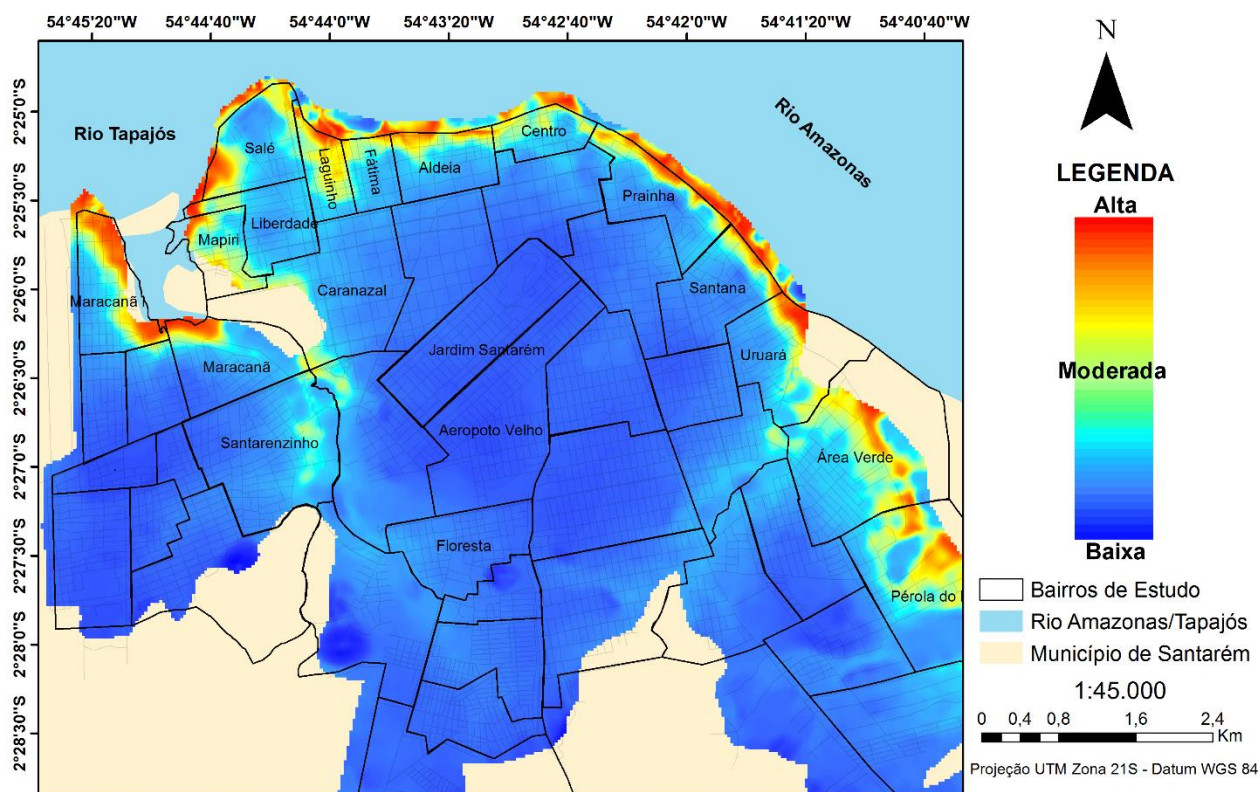 54°45'20"W 54°44'40"W 54°44'0"W 54°43'20"W 54°42'40"W 54°42'0"W 54°41'20"W 54°40'40"W
2°25'0"S
2°25'30"S
2°26'0"S
2°26'30"S
2°27'0"S
2°27'30"S
2°28'0"S
2°28'30"S
Rio Tapajós
Rio Amazonas
Salé
Laguinho
Fátima
Aldeia
Centro
Prainha
Liberdade
Mapiri
Maracanã
Caranazal
Santana
Jardim Santarém
Uruará
Maracanã
Aeropoto Velho
Santarenzinho
Área Verde
Floresta
Pérola do
N
LEGENDA
Alta
Moderada
Baixa
Bairros de Estudo
Rio Amazonas/Tapajós
Município de Santarém
1:45.000
0 0,4 0,8 1,6 2,4
Km
Projeção UTM Zona 21S - Datum WGS 84